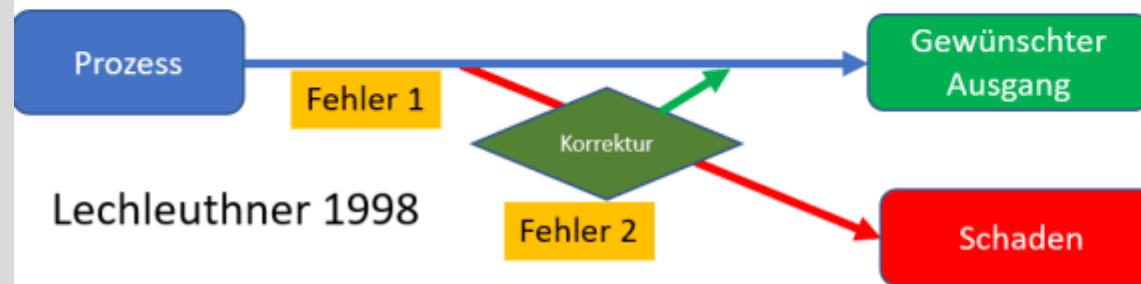 Prozess
Gewünschter
Ausgang
Fehler 1
Korrektur
Lechleuthner 1998
Fehler 2
Schaden